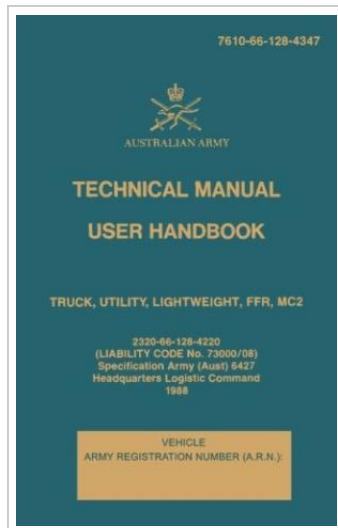 7610-66-128-4347
AUSTRALIAN ARMY
TECHNICAL MANUAL
USER HANDBOOK
TRUCK, UTILITY, LIGHTWEIGHT, FFR, MC2
2320-66-128-4220
(LIABILITY CODE No. 73000/08)
Specification Army (Aust) 6427
Headquarters Logistic Command
1988
VEHICLE
ARMY REGISTRATION NUMBER (A.R.N.):